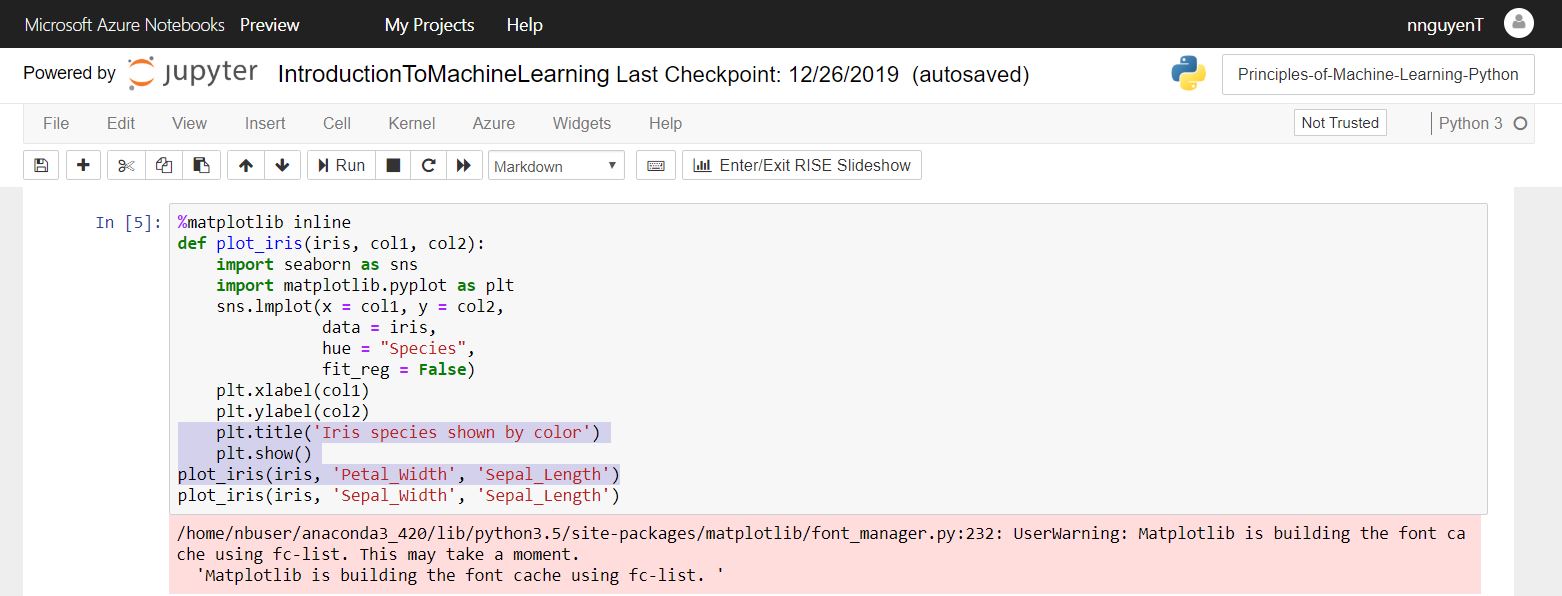 Microsoft Azure Notebooks Preview My Projects Help nnguyenT
Powered by jupyter IntroductionToMachineLearning Last Checkpoint: 12/26/2019 (autosaved) Principles-of-Machine-Learning-Python
File Edit View Insert Cell Kernel Azure Widgets Help Not Trusted Python 3
Run Markdown Enter/Exit RISE Slideshow
In [5]: %matplotlib inline
def plot_iris(iris, col1, col2):
    import seaborn as sns
    import matplotlib.pyplot as plt
    sns.lmplot(x = col1, y = col2,
               data = iris,
               hue = "Species",
               fit_reg = False)
    plt.xlabel(col1)
    plt.ylabel(col2)
    plt.title('Iris species shown by color')
    plt.show()
plot_iris(iris, 'Petal_Width', 'Sepal_Length')
plot_iris(iris, 'Sepal_Width', 'Sepal_Length')
/home/nbuser/anaconda3_420/lib/python3.5/site-packages/matplotlib/font_manager.py:232: UserWarning: Matplotlib is building the font ca
che using fc-list. This may take a moment.
  'Matplotlib is building the font cache using fc-list. '